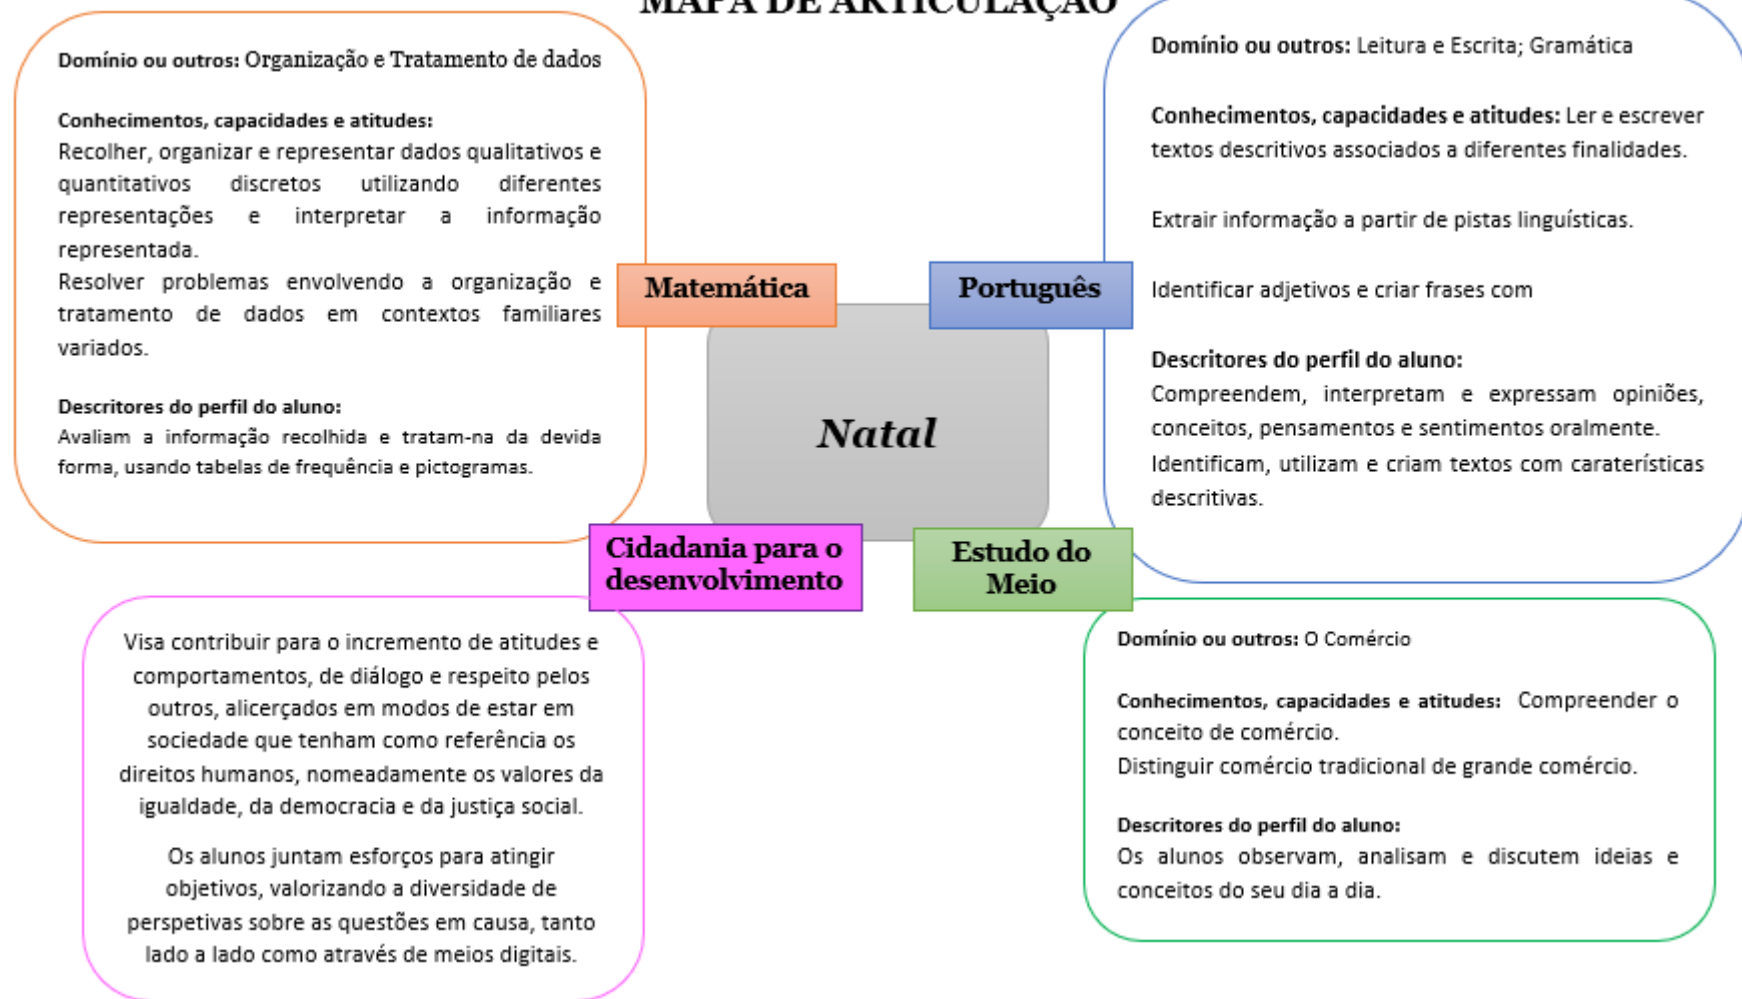 MAPA DE ARTICULAÇÃO
Domínio ou outros: Organização e Tratamento de dados
Conhecimentos, capacidades e atitudes:
Recolher, organizar e representar dados qualitativos e
quantitativos discretos utilizando diferentes
representações e interpretar a informação
representada.
Resolver problemas envolvendo a organização e
tratamento de dados em contextos familiares
variados.
Descritores do perfil do aluno:
Avaliam a informação recolhida e tratam-na da devida
forma, usando tabelas de frequência e pictogramas.
Matemática
Português
Domínio ou outros: Leitura e Escrita; Gramática
Conhecimentos, capacidades e atitudes: Ler e escrever
textos descritivos associados a diferentes finalidades.
Extrair informação a partir de pistas linguísticas.
Identificar adjetivos e criar frases com
Descritores do perfil do aluno:
Compreendem, interpretam e expressam opiniões,
conceitos, pensamentos e sentimentos oralmente.
Identificam, utilizam e criam textos com caraterísticas
descritivas.
Natal
Cidadania para o
desenvolvimento
Visa contribuir para o incremento de atitudes e
comportamentos, de diálogo e respeito pelos
outros, alicerçados em modos de estar em
sociedade que tenham como referência os
direitos humanos, nomeadamente os valores da
igualdade, da democracia e da justiça social.
Os alunos juntam esforços para atingir
objetivos, valorizando a diversidade de
perspetivas sobre as questões em causa, tanto
lado a lado como através de meios digitais.
Estudo do
Meio
Domínio ou outros: O Comércio
Conhecimentos, capacidades e atitudes: Compreender o
conceito de comércio.
Distinguir comércio tradicional de grande comércio.
Descritores do perfil do aluno:
Os alunos observam, analisam e discutem ideias e
conceitos do seu dia a dia.